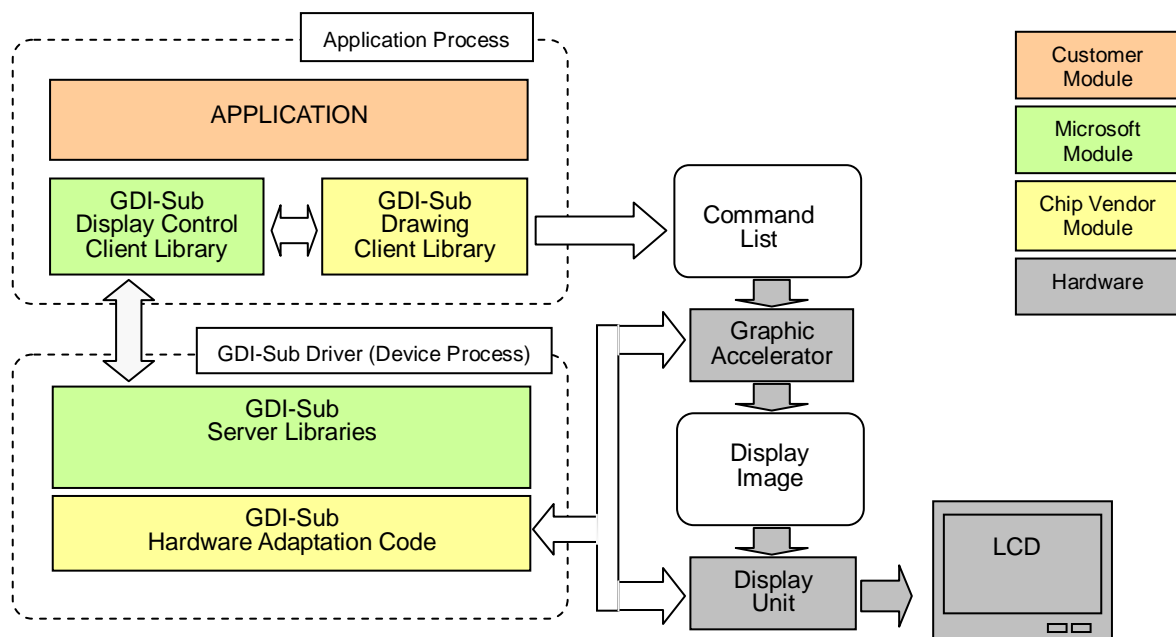 Application Process
APPLICATION
GDI-Sub
Display Control
Client Library
GDI-Sub
Drawing
Client Library
GDI-Sub Driver (Device Process)
GDI-Sub
Server Libraries
GDI-Sub
Hardware Adaptation Code
Command
List
Graphic
Accelerator
Display
Image
Display
Unit
LCD
Customer
Module
Microsoft
Module
Chip Vendor
Module
Hardware